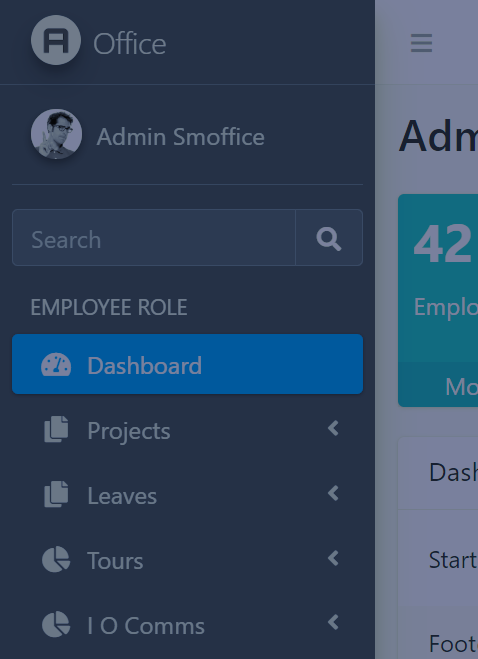 Office
Admin Smoffice
Search
EMPLOYEE ROLE
Dashboard
Projects
Leaves
Tours
I O Comms
Adm
42
Emplo
Mo
Dash
Start
Foot